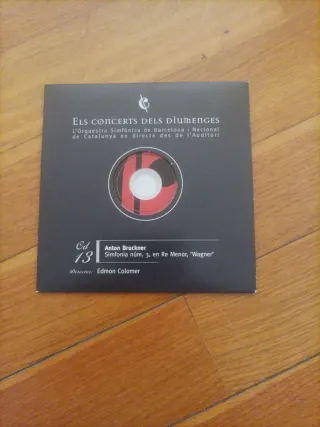 ELS CONCERTS DELS DIUMENGES
L'Orquestra Simfònica de Barcelona i Nacional
de Catalunya en directe des de l'Auditori
Cd
13
Anton Bruckner
Simfonia núm. 3, en Re Menor, "Wagner"
Director Edmon Colomer